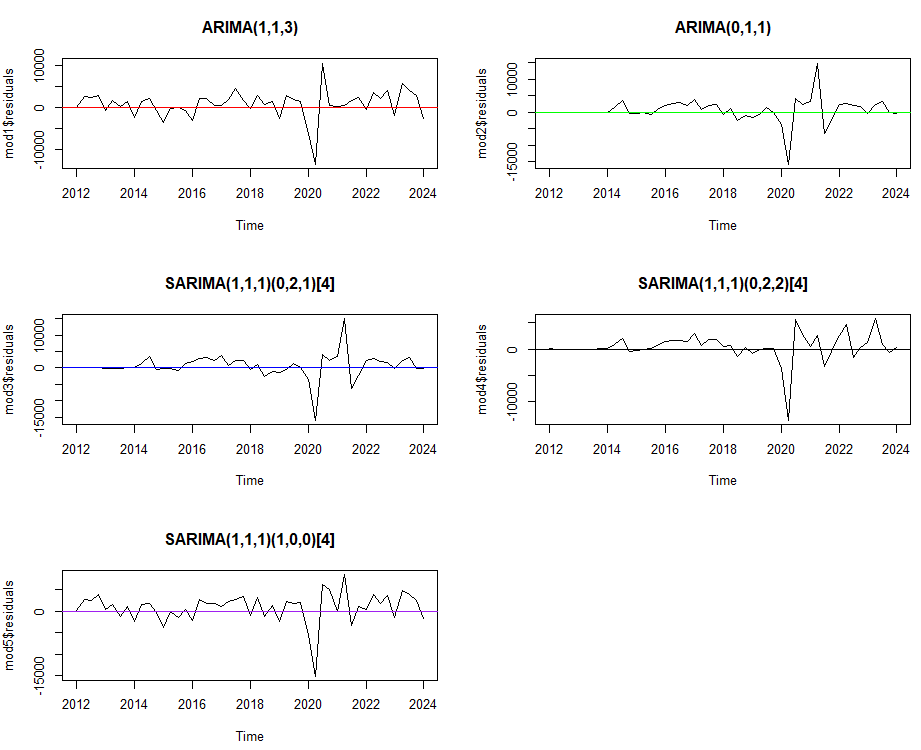 ARIMA(1,1,3)
mod1$residuals
-10000 0 10000
2012 2014 2016 2018 2020 2022 2024
Time
ARIMA(0,1,1)
mod2$residuals
-15000 0 10000
2012 2014 2016 2018 2020 2022 2024
Time
SARIMA(1,1,1)(0,2,1)[4]
mod3$residuals
-15000 0 10000
2012 2014 2016 2018 2020 2022 2024
Time
SARIMA(1,1,1)(0,2,2)[4]
mod4$residuals
-10000 0
2012 2014 2016 2018 2020 2022 2024
Time
SARIMA(1,1,1)(1,0,0)[4]
mod5$residuals
-15000 0
2012 2014 2016 2018 2020 2022 2024
Time